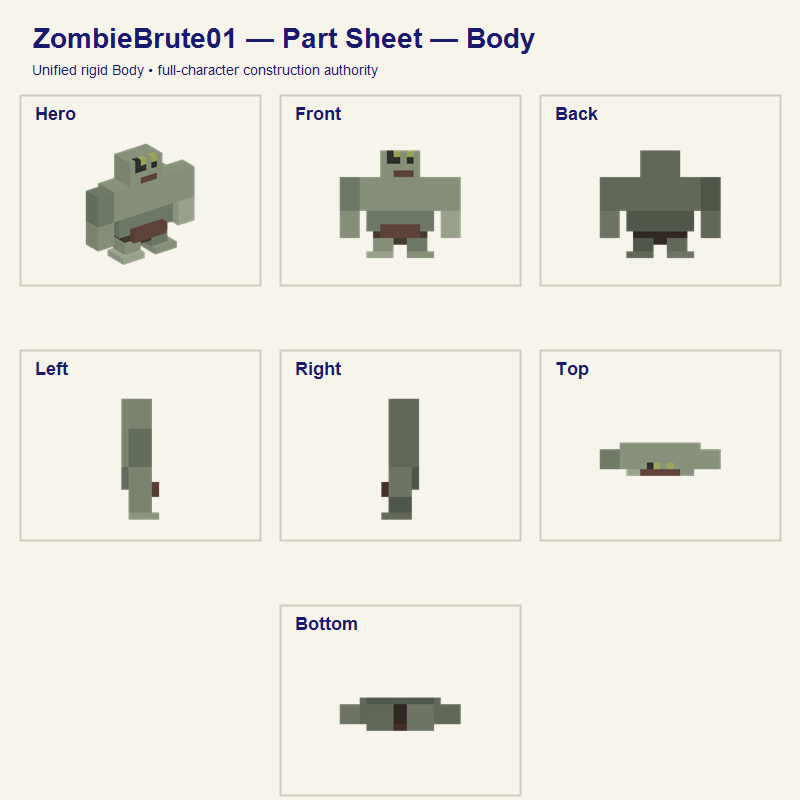 ZombieBrute01 — Part Sheet — Body
Unified rigid Body • full-character construction authority
Hero
Front
Back
Left
Right
Top
Bottom